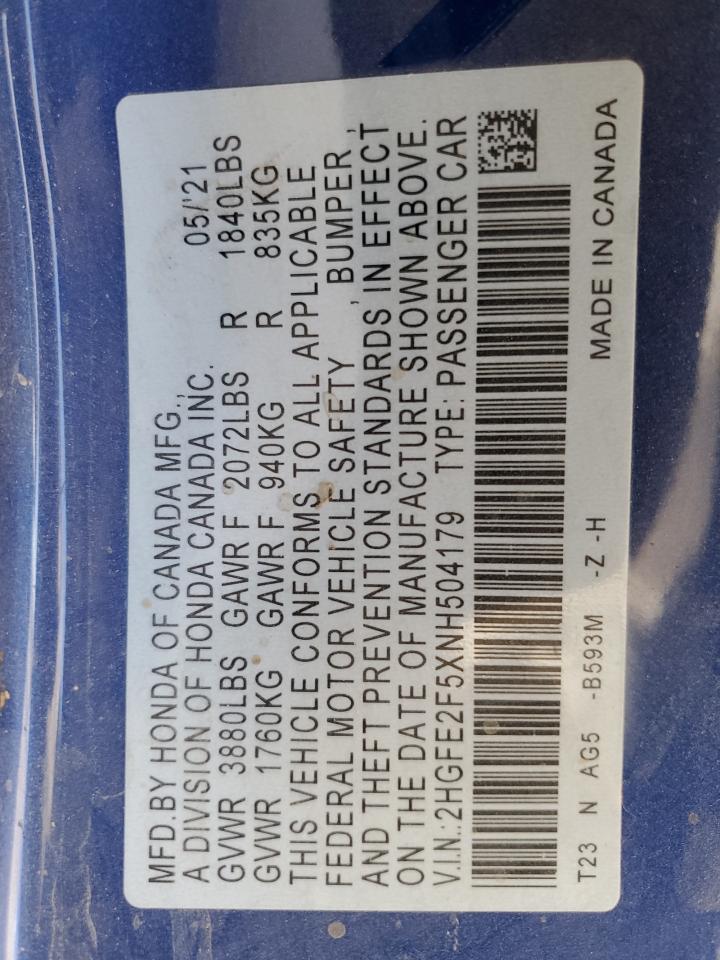 MFD.BY HONDA OF CANADA MFG.,
A DIVISION OF HONDA CANADA INC. 05/'21
GVWR 3880LBS GAWR F 2072LBS R 1840LBS
GVWR 1760KG GAWR F 940KG R 835KG
THIS VEHICLE CONFORMS TO ALL APPLICABLE
FEDERAL MOTOR VEHICLE SAFETY , BUMPER ,
AND THEFT PREVENTION STANDARDS IN EFFECT
ON THE DATE OF MANUFACTURE SHOWN ABOVE.
V.I.N.:2HGFE2F5XNH504179 TYPE: PASSENGER CAR
T23 N AG5 -B593M -Z -H MADE IN CANADA